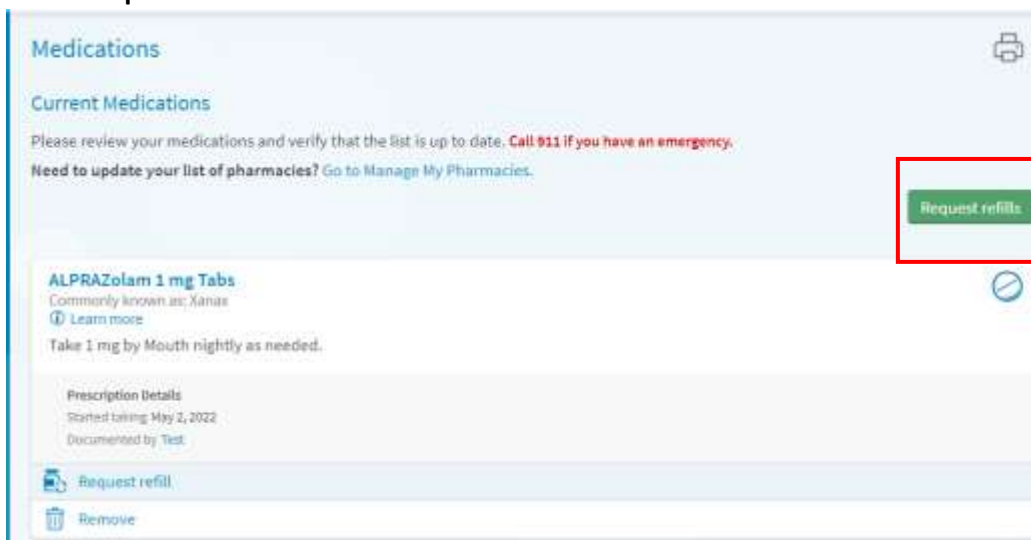 Medications
Current Medications
Please review your medications and verify that the list is up to date. Call 911 if you have an emergency.
Need to update your list of pharmacies? Go to Manage My Pharmacies.
Request refills
ALPRAZolam 1 mg Tabs
Commonly known as: Xanax
Learn more
Take 1 mg by Mouth nightly as needed.
Prescription Details
Started taking May 2, 2022
Documented by Test
Request refill
Remove